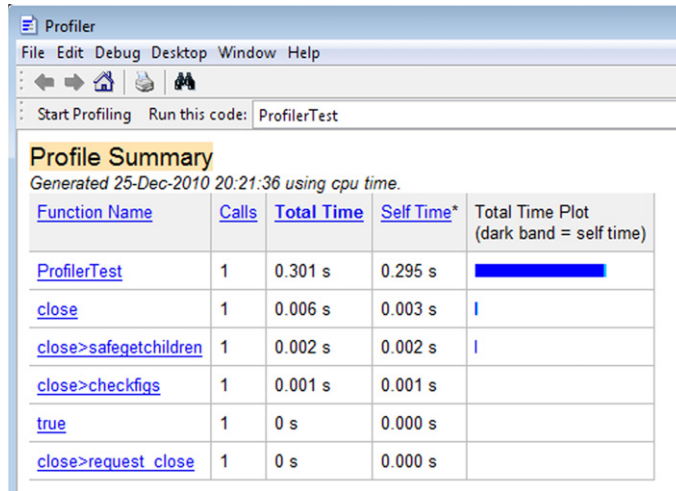 Profiler
File Edit Debug Desktop Window Help
Start Profiling Run this code: ProfilerTest
Profile Summary
Generated 25-Dec-2010 20:21:36 using cpu time.
Function Name Calls Total Time Self Time* Total Time Plot
(dark band = self time)
ProfilerTest 1 0.301 s 0.295 s
close 1 0.006 s 0.003 s
close>safegetchildren 1 0.002 s 0.002 s
close>checkfigs 1 0.001 s 0.001 s
true 1 0 s 0.000 s
close>request_close 1 0 s 0.000 s